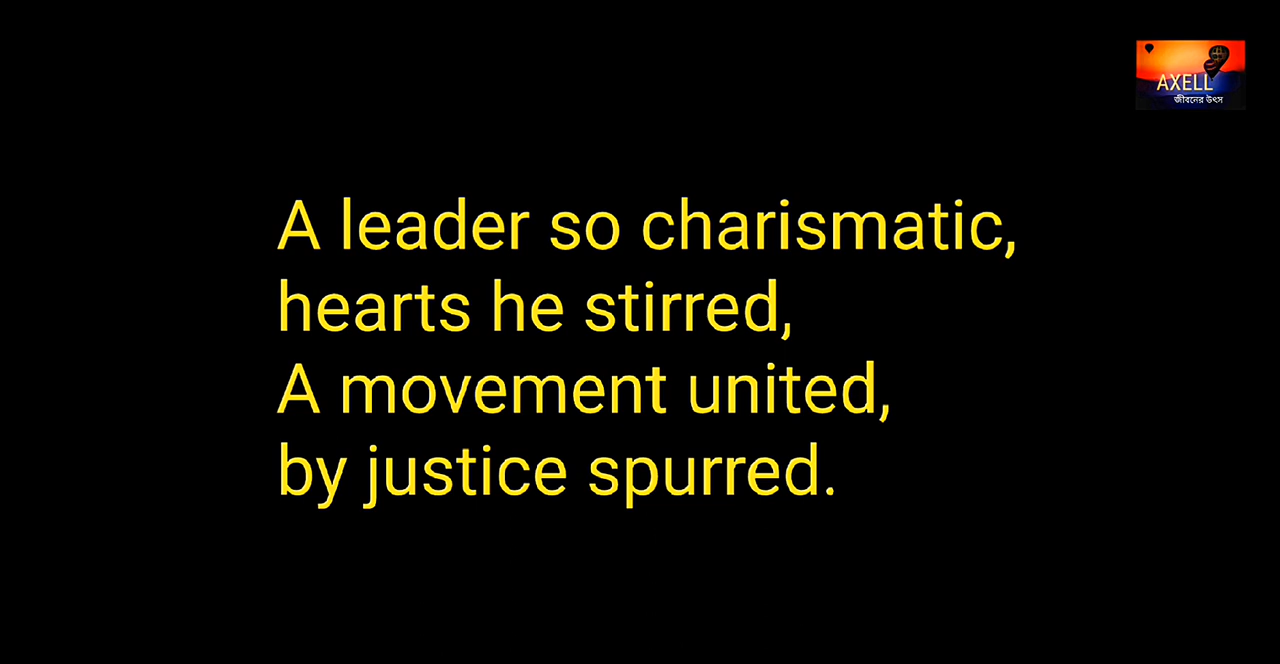 AXELL
জীবনের উৎস
A leader so charismatic,
hearts he stirred,
A movement united,
by justice spurred.